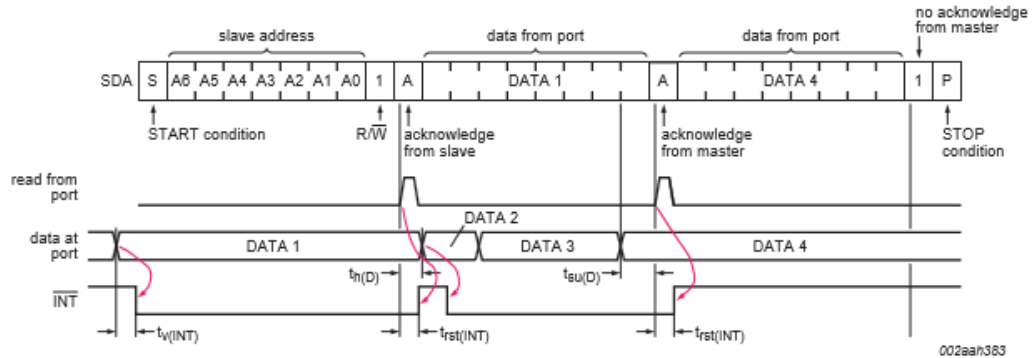 no acknowledge
from master
slave address
data from port
data from port
SDA S A6 A5 A4 A3 A2 A1 A0 1 A DATA 1 A DATA 4 1 P
START condition
R/W̅
acknowledge
from slave
acknowledge
from master
STOP
condition
read from
port
DATA 2
data at
port
DATA 1 DATA 3 DATA 4
th(D)
tsu(D)
I̅N̅T̅
tv(INT)
trst(INT)
trst(INT)
002aah383